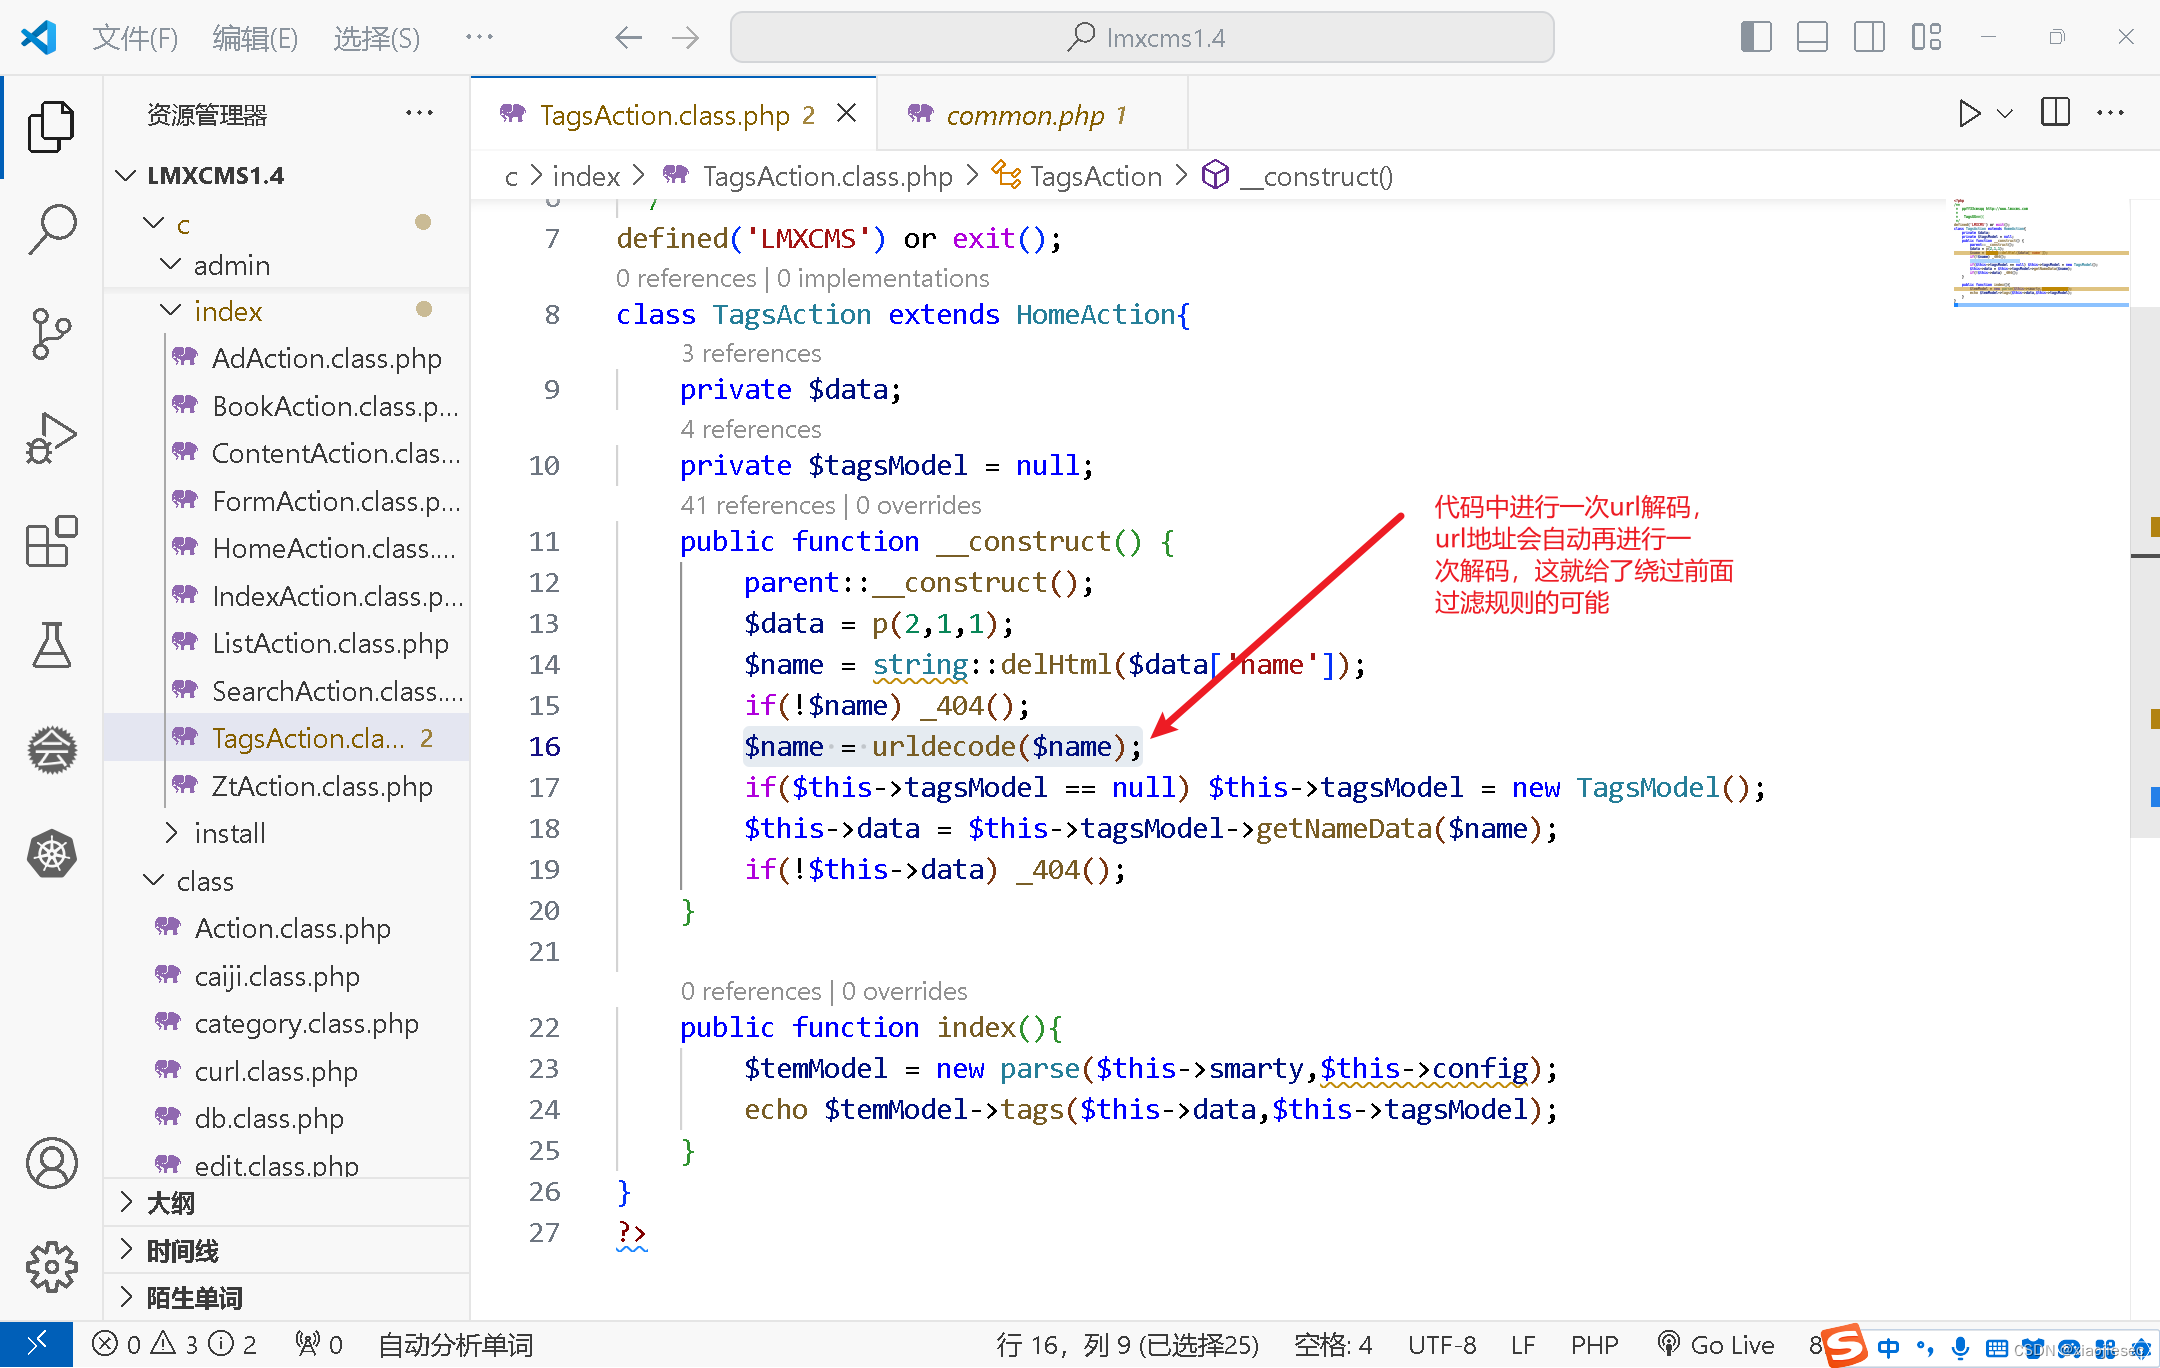 文件(F) 编辑(E) 选择(S) ··· lmxcms1.4
资源管理器 ···
LMXCMS1.4
c
admin
index
AdAction.class.php
BookAction.class.p...
ContentAction.clas...
FormAction.class.p...
HomeAction.class....
IndexAction.class.p...
ListAction.class.php
SearchAction.class....
TagsAction.cla... 2
ZtAction.class.php
install
class
Action.class.php
caiji.class.php
category.class.php
curl.class.php
db.class.php
edit.class.php
大纲
时间线
陌生单词
TagsAction.class.php 2 common.php 1
c > index > TagsAction.class.php > TagsAction > __construct()
6 */
7 defined('LMXCMS') or exit();
0 references | 0 implementations
8 class TagsAction extends HomeAction{
3 references
9 private $data;
4 references
10 private $tagsModel = null;
41 references | 0 overrides
11 public function __construct() {
12 parent::__construct();
13 $data = p(2,1,1);
14 $name = string::delHtml($data['name']);
15 if(!$name) _404();
16 $name = urldecode($name);
17 if($this->tagsModel == null) $this->tagsModel = new TagsModel();
18 $this->data = $this->tagsModel->getNameData($name);
19 if(!$this->data) _404();
20 }
21
0 references | 0 overrides
22 public function index(){
23 $temModel = new parse($this->smarty,$this->config);
24 echo $temModel->tags($this->data,$this->tagsModel);
25 }
26 }
27 ?>
代码中进行一次url解码，
url地址会自动再进行一
次解码，这就给了绕过前面
过滤规则的可能
0 3 2 0 自动分析单词 行 16，列 9 (已选择25) 空格: 4 UTF-8 LF PHP Go Live 8
中
CSDN @xiaojiesec